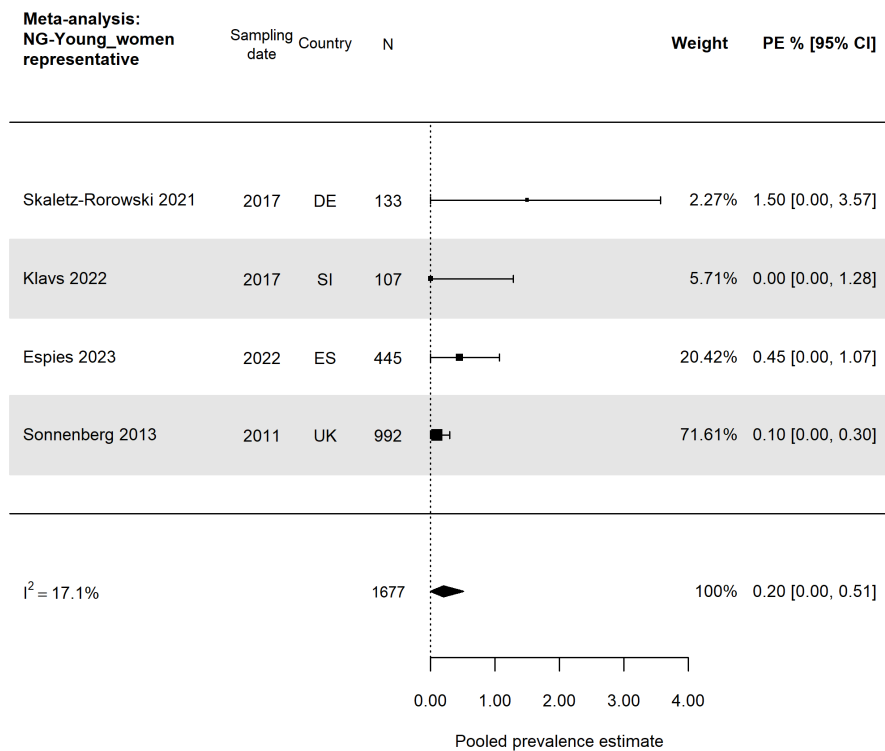 Meta-analysis:
NG-Young_women
representative
Sampling
date
Country
N
Weight
PE % [95% CI]
Skaletz-Rorowski 2021 2017 DE 133 2.27% 1.50 [0.00, 3.57]
Klavs 2022 2017 SI 107 5.71% 0.00 [0.00, 1.28]
Espies 2023 2022 ES 445 20.42% 0.45 [0.00, 1.07]
Sonnenberg 2013 2011 UK 992 71.61% 0.10 [0.00, 0.30]
I² = 17.1% 1677 100% 0.20 [0.00, 0.51]
0.00 1.00 2.00 3.00 4.00
Pooled prevalence estimate